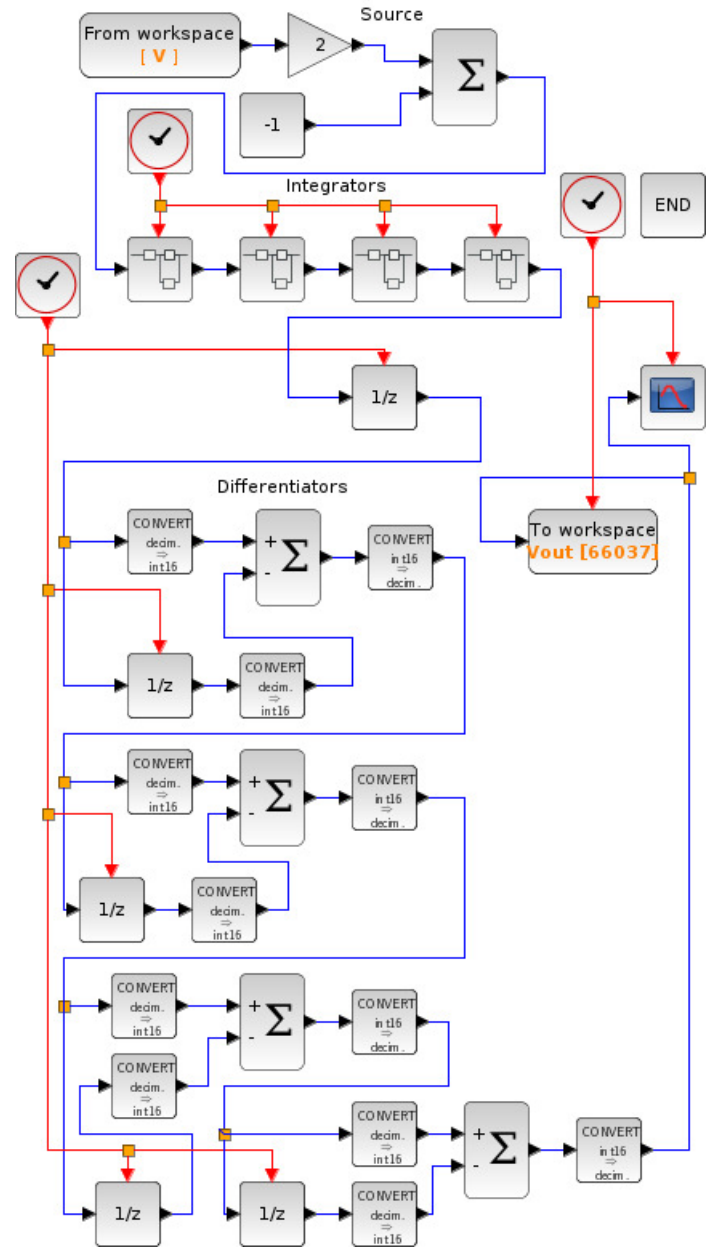 Source
From workspace
[ V ]
2
Σ
-1
Integrators
END
1/z
Differentiators
CONVERT
decim.
⇒
int16
+
-
Σ
CONVERT
int16
⇒
decim.
To workspace
Vout [66037]
1/z
CONVERT
decim.
⇒
int16
CONVERT
decim.
⇒
int16
+
-
Σ
CONVERT
int16
⇒
decim.
1/z
CONVERT
decim.
⇒
int16
CONVERT
decim.
⇒
int16
+
-
Σ
CONVERT
int16
⇒
decim.
CONVERT
decim.
⇒
int16
CONVERT
decim.
⇒
int16
+
-
Σ
CONVERT
int16
⇒
decim.
1/z
1/z
CONVERT
decim.
⇒
int16